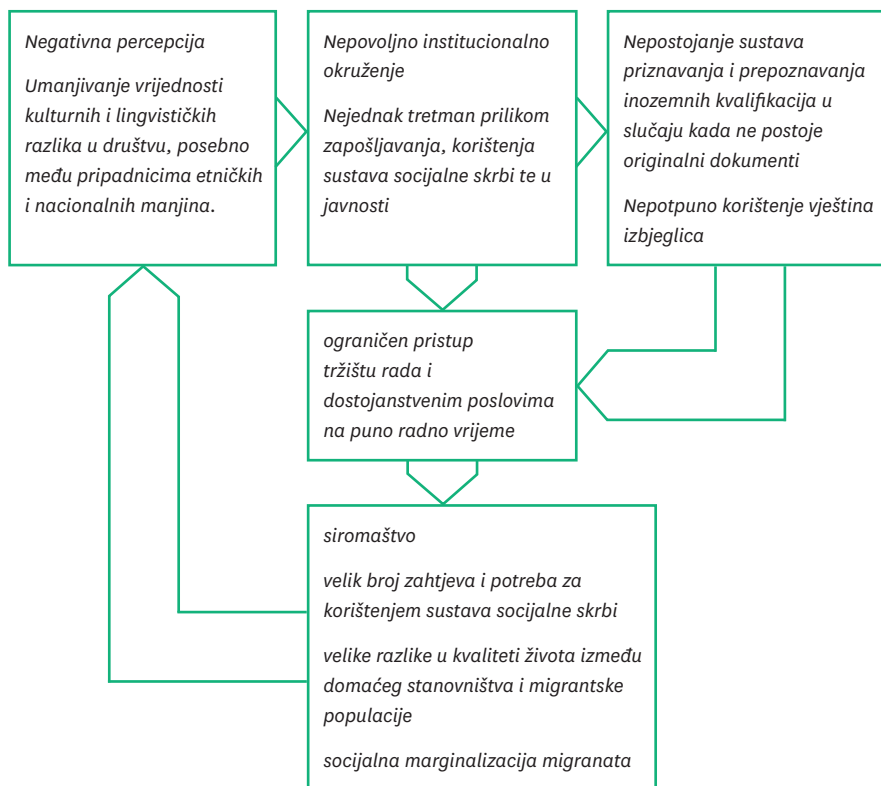 Negativna percepcija
Umanjivanje vrijednosti
kulturnih i lingvističkih
razlika u društvu, posebno
među pripadnicima etničkih
i nacionalnih manjina.
Nepovoljno institucionalno
okruženje
Nejednak tretman prilikom
zapošljavanja, korištenja
sustava socijalne skrbi te u
javnosti
Nepostojanje sustava
priznavanja i prepoznavanja
inozemnih kvalifikacija u
slučaju kada ne postoje
originalni dokumenti
Nepotpuno korištenje vještina
izbjeglica
ograničen pristup
tržištu rada i
dostojanstvenim poslovima
na puno radno vrijeme
siromaštvo
velik broj zahtjeva i potreba za
korištenjem sustava socijalne skrbi
velike razlike u kvaliteti života između
domaćeg stanovništva i migrantske
populacije
socijalna marginalizacija migranata